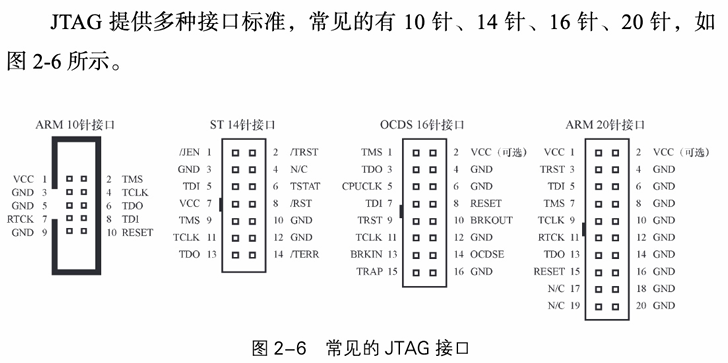 JTAG 提供多种接口标准，常见的有 10 针、14 针、16 针、20 针，如
图 2-6 所示。
ARM 10针接口
VCC 1 2 TMS
GND 3 4 TCLK
GND 5 6 TDO
RTCK 7 8 TDI
GND 9 10 RESET
ST 14针接口
/JEN 1 2 /TRST
GND 3 4 N/C
TDI 5 6 TSTAT
VCC 7 8 /RST
TMS 9 10 GND
TCLK 11 12 GND
TDO 13 14 /TERR
OCDS 16针接口
TMS 1 2 VCC（可选）
TDO 3 4 GND
CPUCLK 5 6 GND
TDI 7 8 RESET
TRST 9 10 BRKOUT
TCLK 11 12 GND
BRKIN 13 14 OCDSE
TRAP 15 16 GND
ARM 20针接口
VCC 1 2 VCC（可选）
TRST 3 4 GND
TDI 5 6 GND
TMS 7 8 GND
TCLK 9 10 GND
RTCK 11 12 GND
TDO 13 14 GND
RESET 15 16 GND
N/C 17 18 GND
N/C 19 20 GND
图 2-6 常见的 JTAG 接口